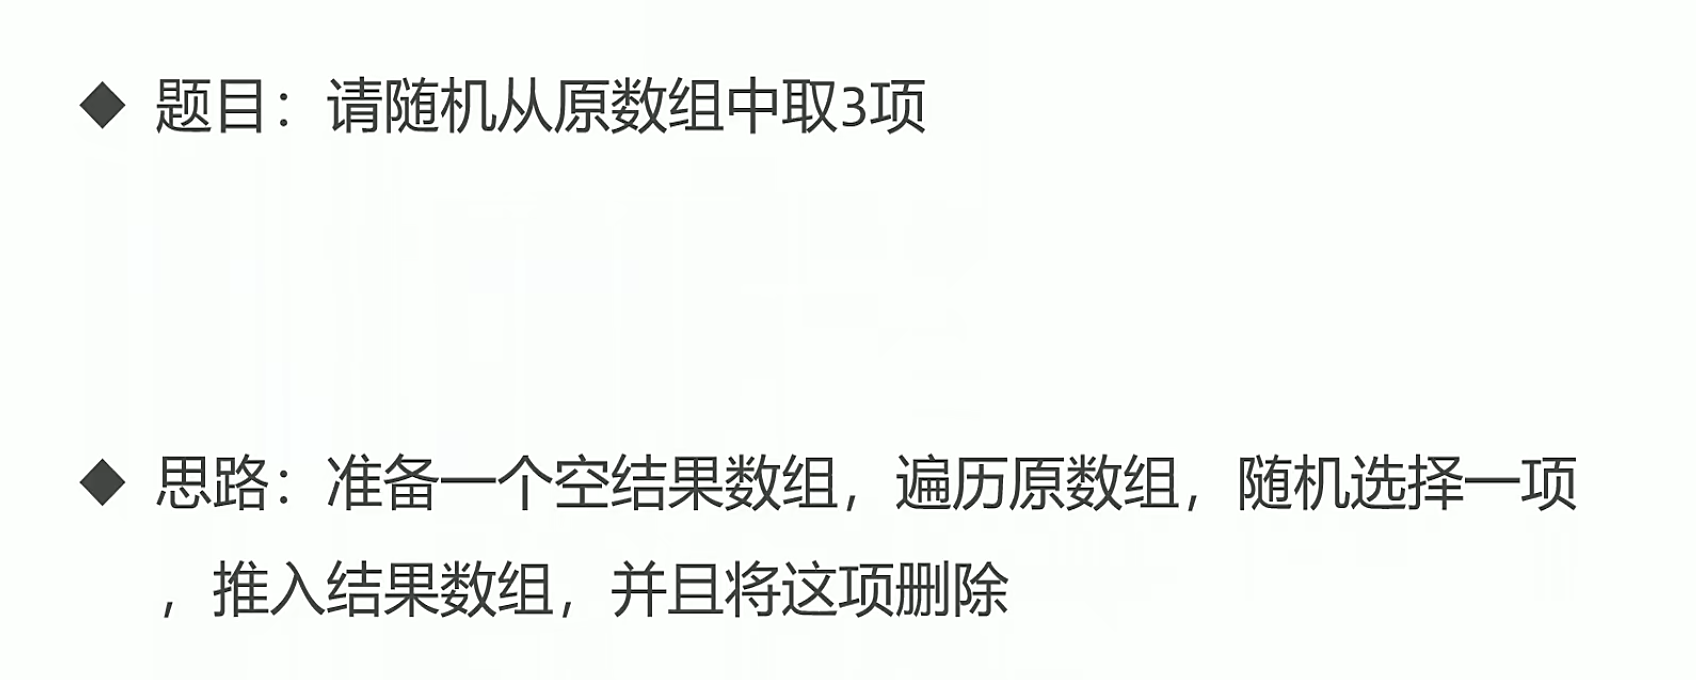 ◆ 题目：请随机从原数组中取3项
◆ 思路：准备一个空结果数组，遍历原数组，随机选择一项
，推入结果数组，并且将这项删除